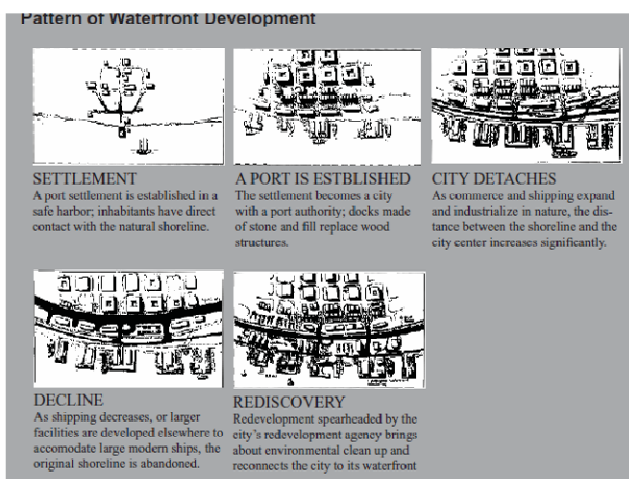 Pattern of Waterfront Development
SETTLEMENT
A port settlement is established in a
safe harbor; inhabitants have direct
contact with the natural shoreline.
A PORT IS ESTBLISHED
The settlement becomes a city
with a port authority; docks made
of stone and fill replace wood
structures.
CITY DETACHES
As commerce and shipping expand
and industrialize in nature, the dis-
tance between the shoreline and the
city center increases significantly.
DECLINE
As shipping decreases, or larger
facilities are developed elsewhere to
accomodate large modern ships, the
original shoreline is abandoned.
REDISCOVERY
Redevelopment spearheaded by the
city's redevelopment agency brings
about environmental clean up and
reconnects the city to its waterfront